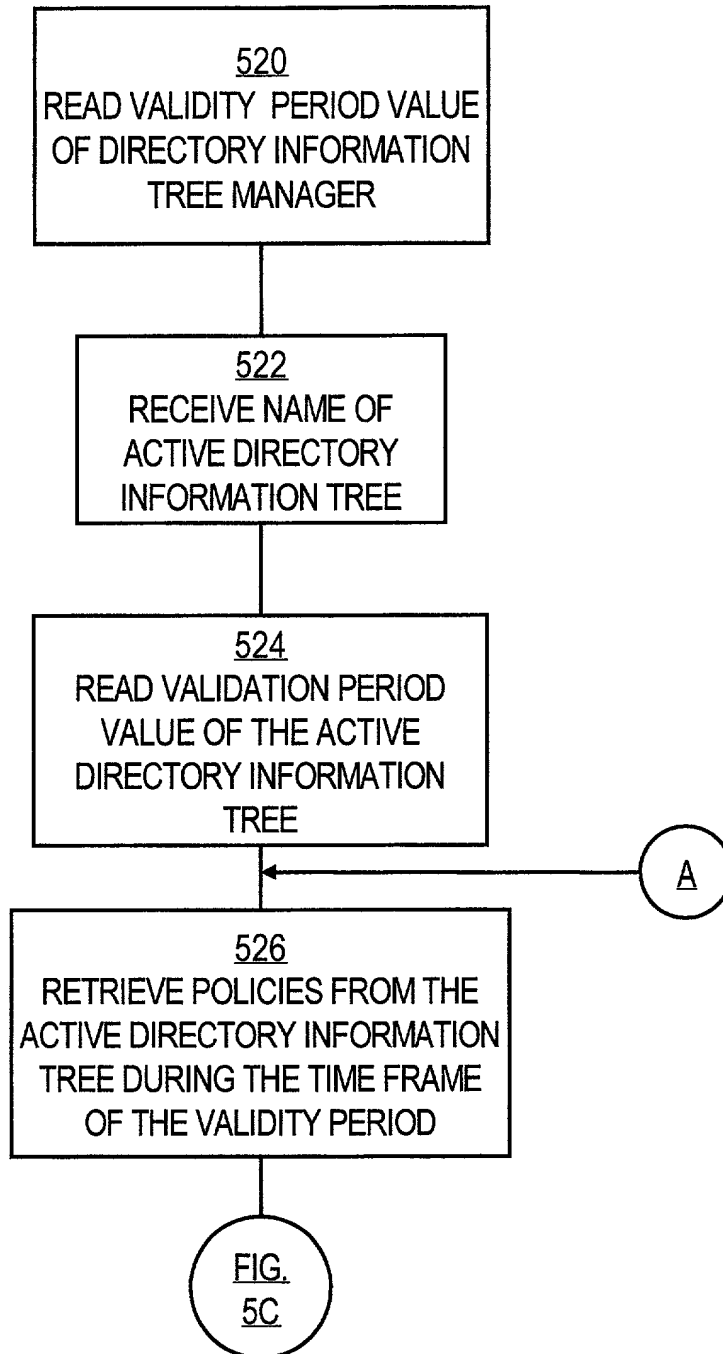 520
READ VALIDITY PERIOD VALUE
OF DIRECTORY INFORMATION
TREE MANAGER
522
RECEIVE NAME OF
ACTIVE DIRECTORY
INFORMATION TREE
524
READ VALIDATION PERIOD
VALUE OF THE ACTIVE
DIRECTORY INFORMATION
TREE
A
526
RETRIEVE POLICIES FROM THE
ACTIVE DIRECTORY INFORMATION
TREE DURING THE TIME FRAME
OF THE VALIDITY PERIOD
FIG.
5C